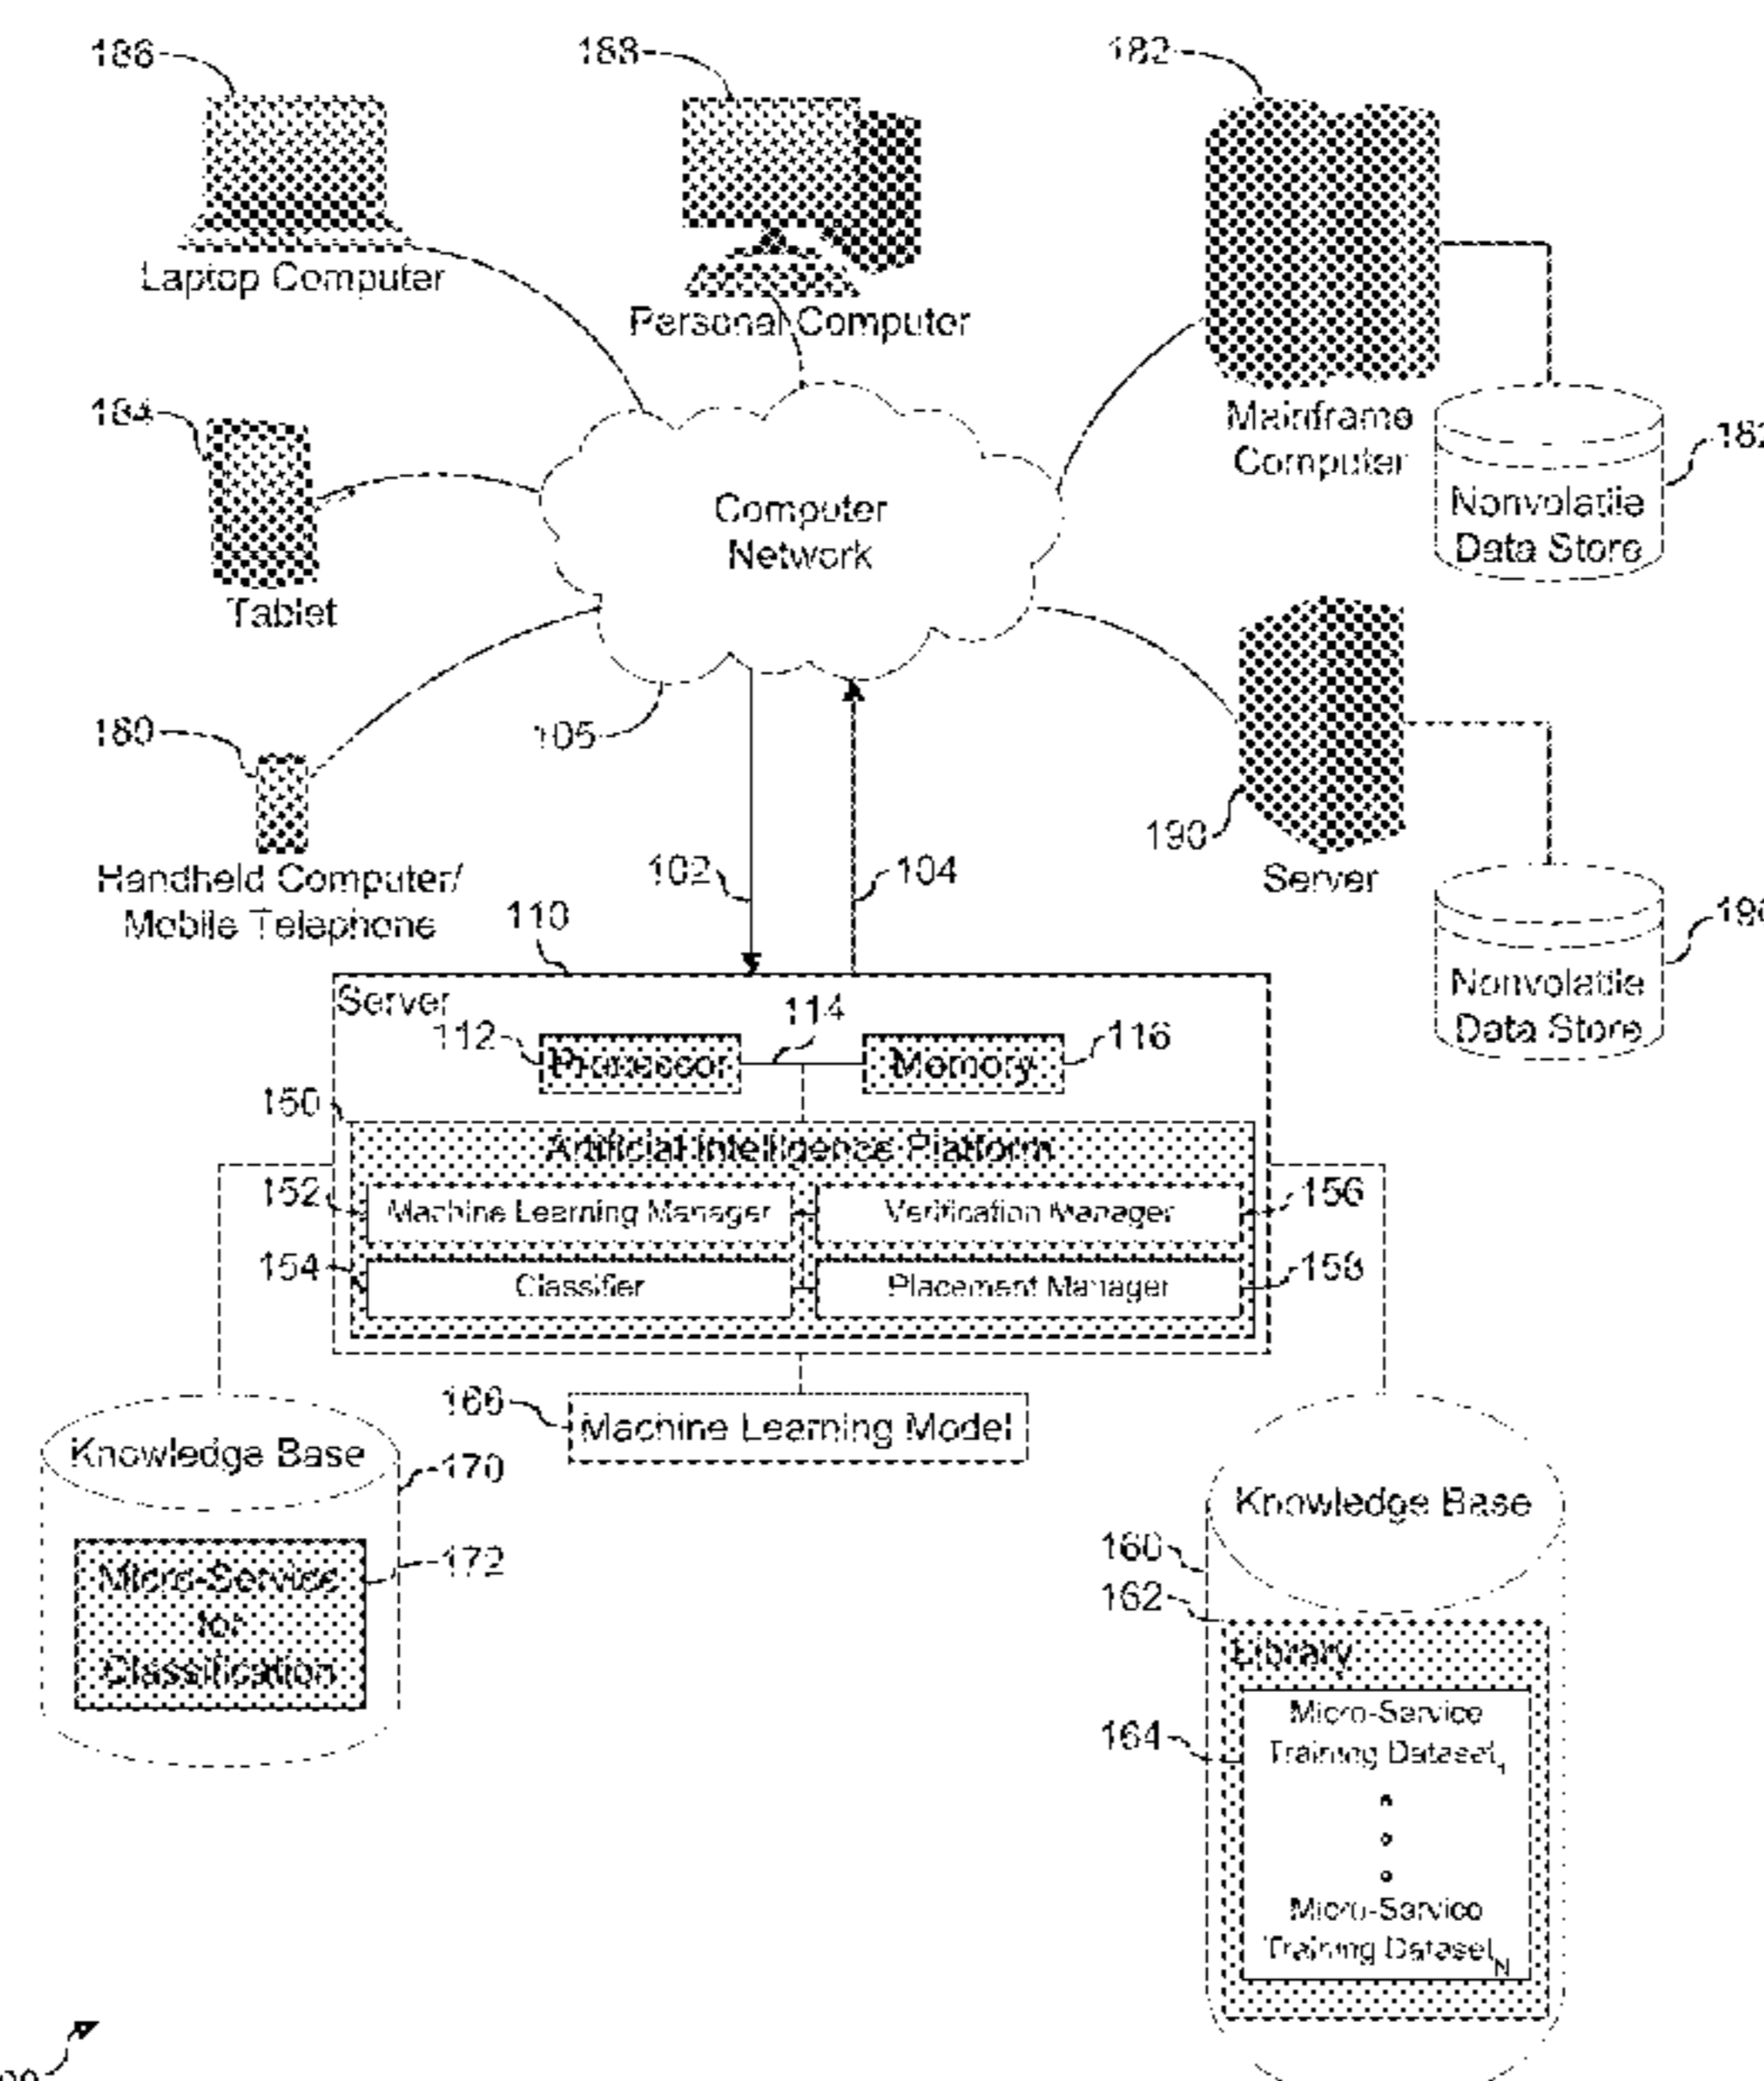 186
188
182
Laptop Computer
Personal Computer
184
Mainframe
Computer
182
Nonvolatile
Data Store
Computer
Network
Tablet
180
105
190
Server
102
104
Handheld Computer/
Mobile Telephone
110
190
Nonvolatile
Data Store
Server
114
112
Processor
Memory
116
150
Artificial Intelligence Platform
152
Machine Learning Manager
Verification Manager
156
154
Classifier
Placement Manager
158
166
Machine Learning Model
Knowledge Base
170
Knowledge Base
160
172
Micro-Service
for
Classification
162
Library
164
Micro-Service
Training Dataset1
Micro-Service
Training DatasetN